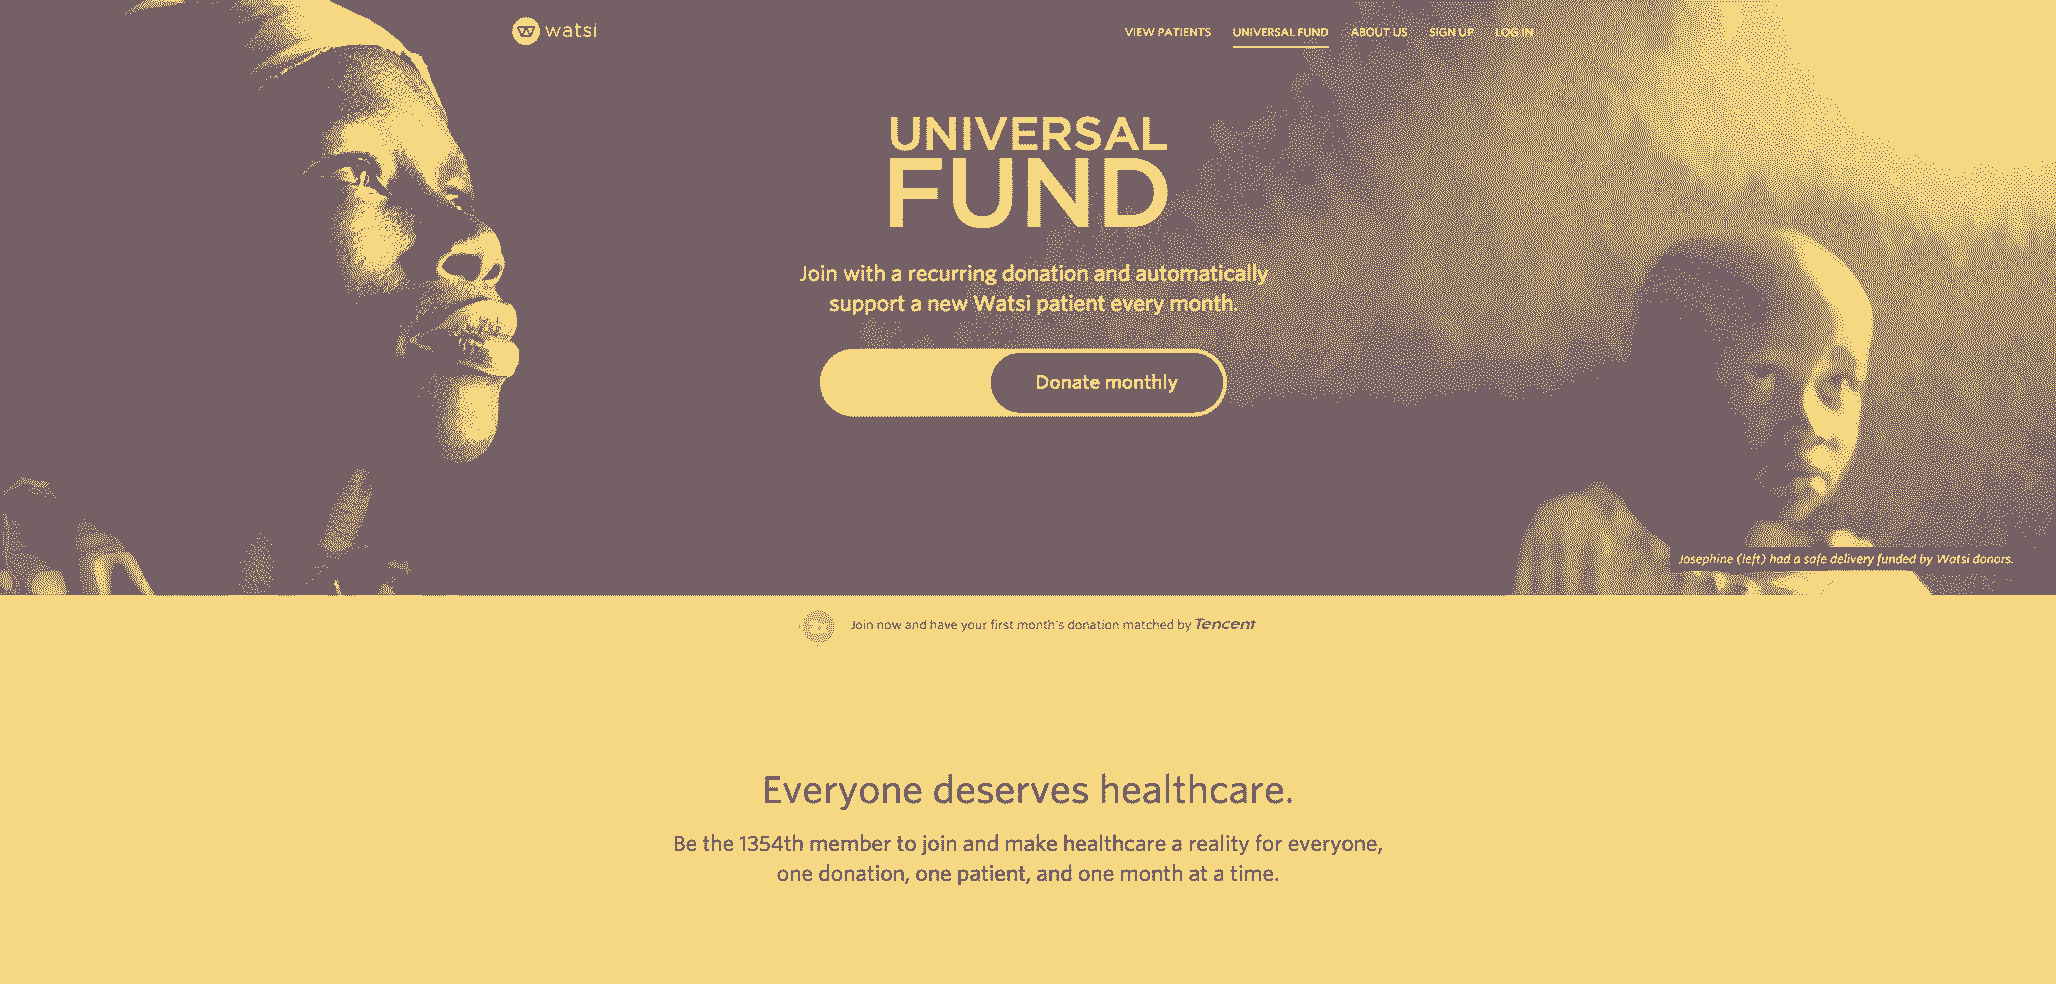 watsi
VIEW PATIENTS UNIVERSAL FUND ABOUT US SIGN UP LOG IN
UNIVERSAL
FUND
Join with a recurring donation and automatically
support a new Watsi patient every month.
Donate monthly
Josephine (left) had a safe delivery funded by Watsi donors.
Join now and have your first month's donation matched by Tencent
Everyone deserves healthcare.
Be the 1354th member to join and make healthcare a reality for everyone,
one donation, one patient, and one month at a time.